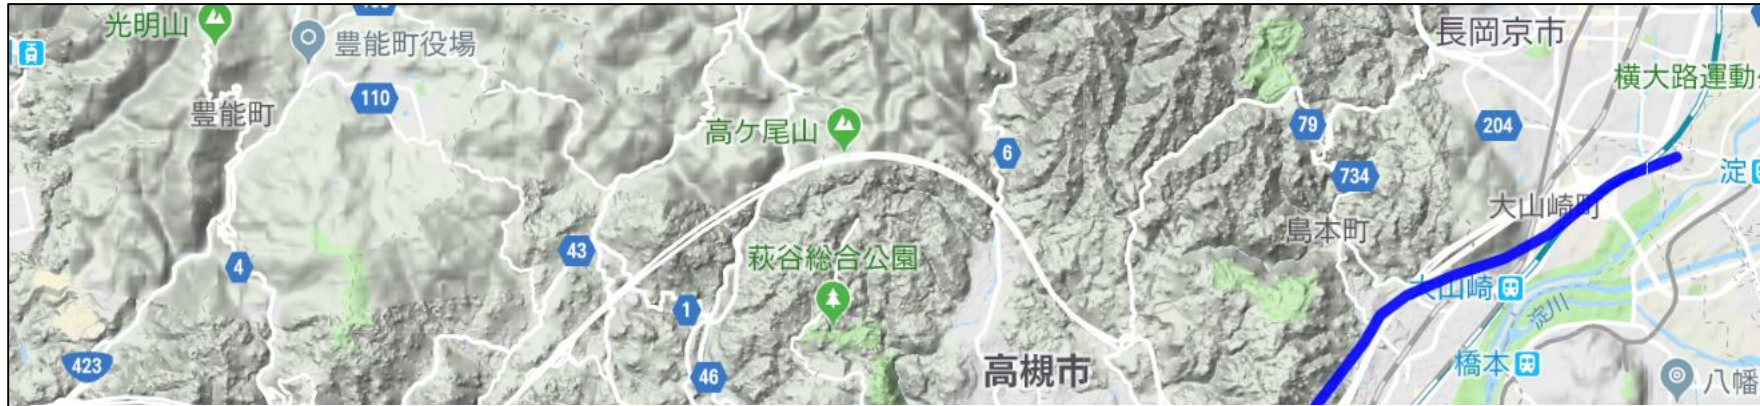 光明山
豊能町役場
長岡京市
横大路運動
110
豊能町
高ケ尾山
79
204
6
734
淀
大山崎町
島本町
43
4
萩谷総合公園
大山崎
1
淀川
423
46
高槻市
橋本
八幡